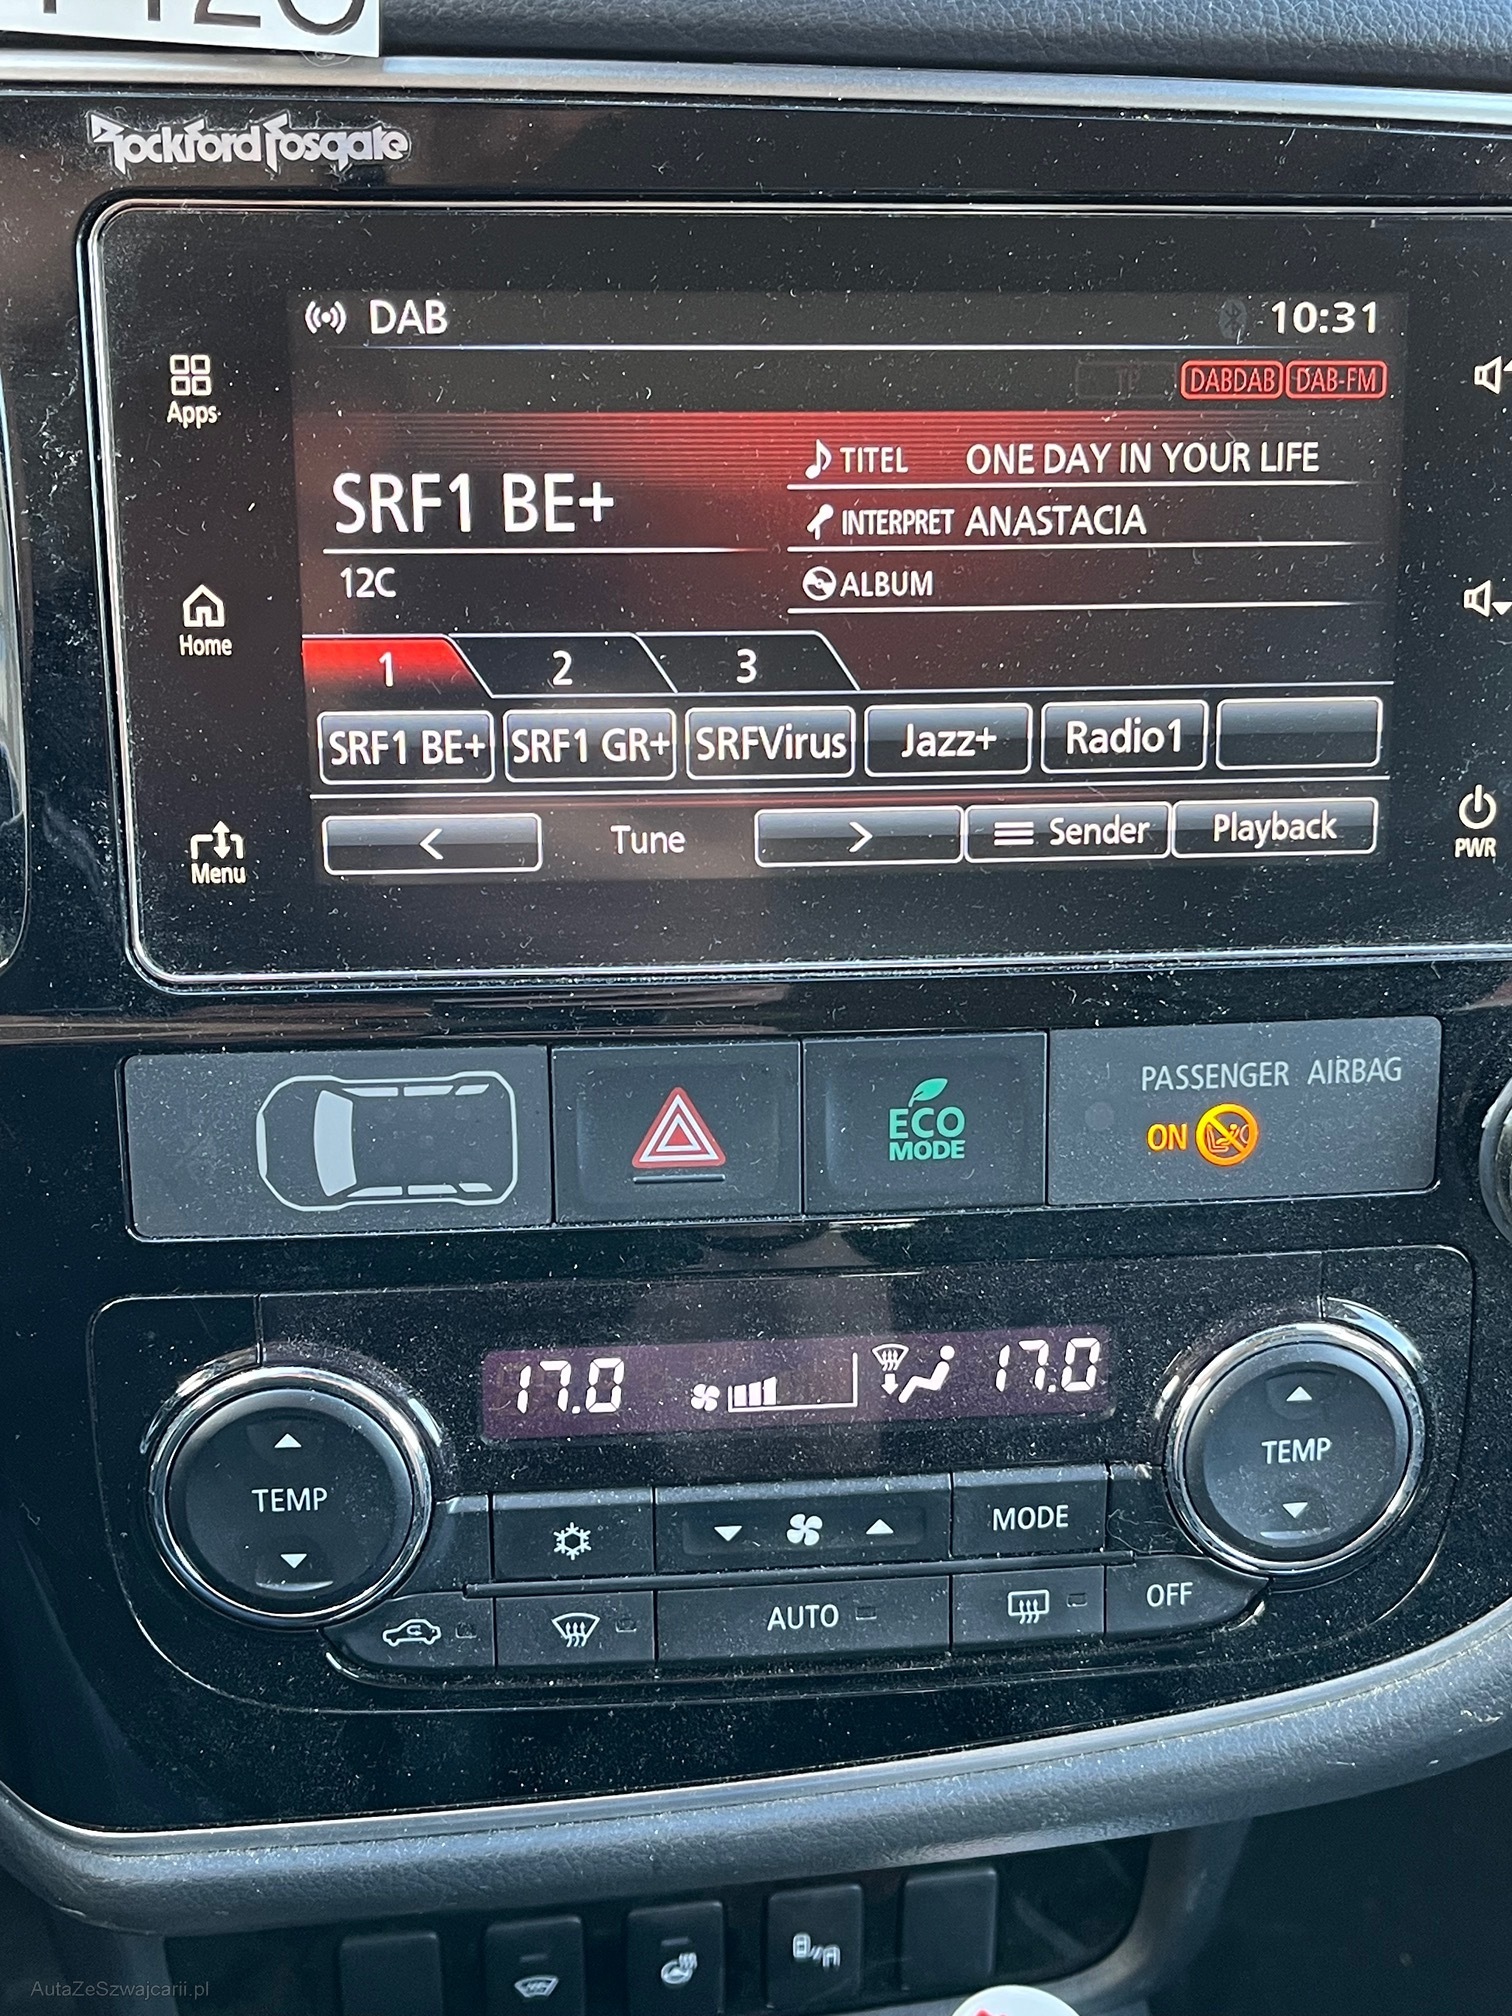 Rockford Fosgate
DAB
10:31
DABDAB DAB-FM
Apps
TITEL ONE DAY IN YOUR LIFE
SRF1 BE+
INTERPRET ANASTACIA
12C
ALBUM
Home
1 2 3
SRF1 BE+ SRF1 GR+ SRFVirus Jazz+ Radio1
< Tune > Sender Playback
Menu
PWR
PASSENGER AIRBAG
ON
ECO
MODE
17.0 17.0
TEMP
TEMP
MODE
AUTO
OFF
B//A
AutaZeSzwajcarii.pl